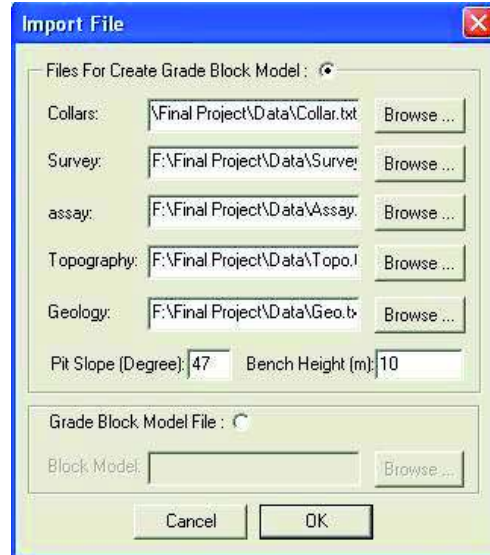 Import File
Files For Create Grade Block Model :
Collars: \Final Project\Data\Collar.txt Browse ...
Survey: F:\Final Project\Data\Survey Browse ...
assay: F:\Final Project\Data\Assay. Browse ...
Topography: F:\Final Project\Data\Topo.t Browse ...
Geology: F:\Final Project\Data\Geo.tx Browse ...
Pit Slope (Degree): 47 Bench Height (m): 10
Grade Block Model File :
Block Model: Browse ...
Cancel OK